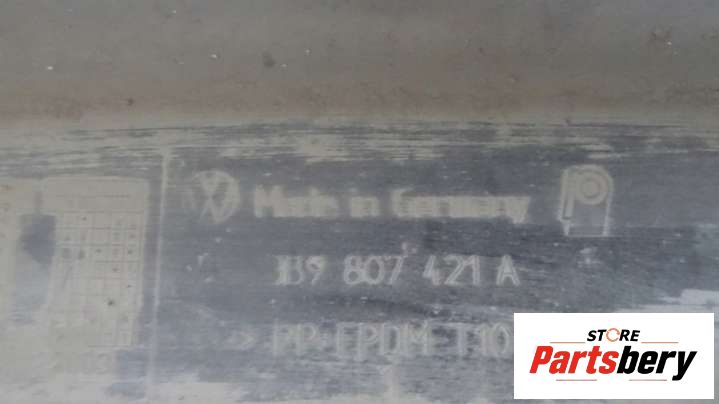 Made in Germany
3B9 807 421 A
>PP+EPDM-T10
STORE
Partsbery